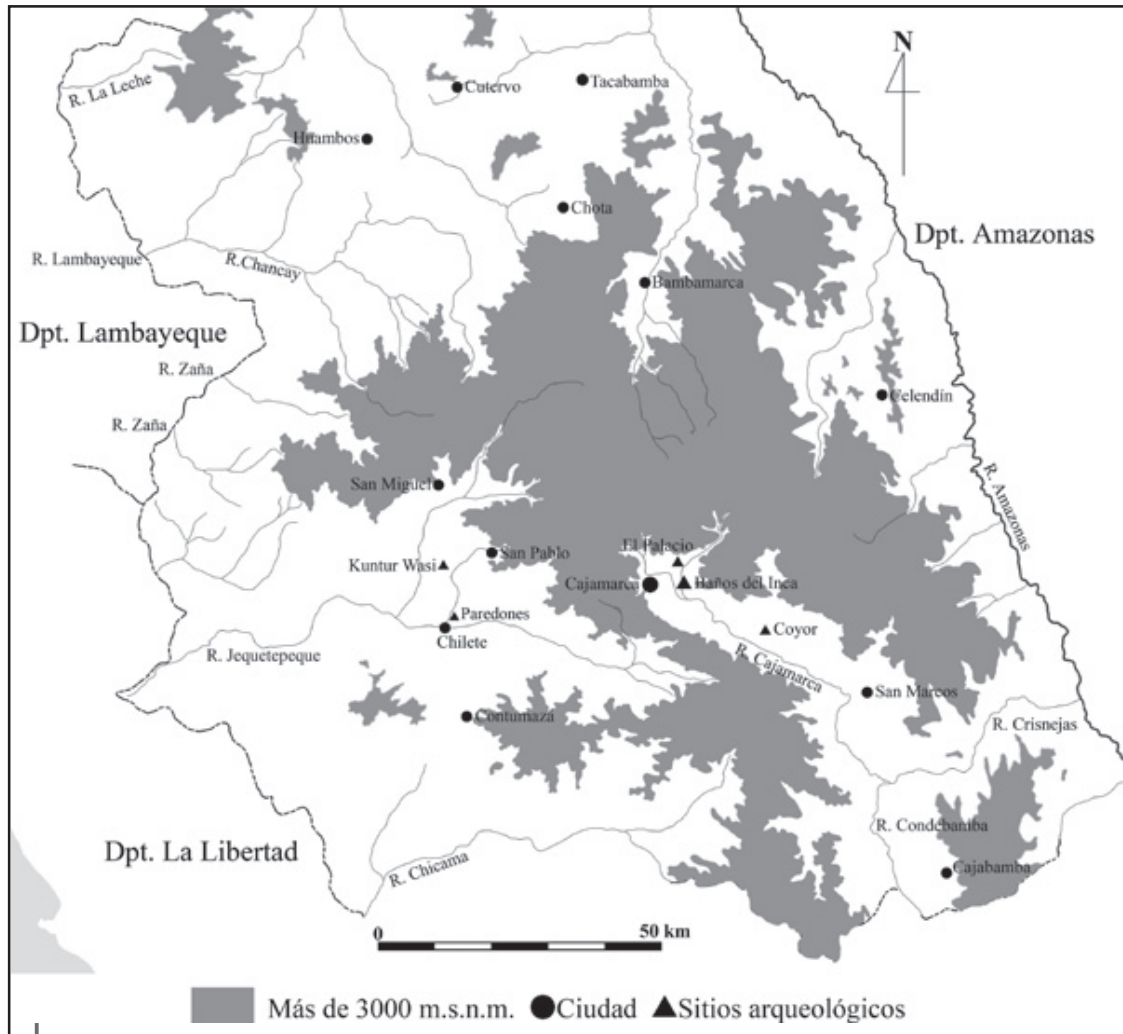 N
R. La Leche
Cutervo
Tacabamba
Huambos
Chota
Dpt. Amazonas
R. Lambayeque
R.Chancay
Bambamarca
Dpt. Lambayeque
R. Zaña
Celendín
R. Zaña
San Miguel
R. Amazonas
El Palacio
San Pablo
Kuntur Wasi
Cajamarca
Baños del Inca
Paredones
Coyor
Chilete
R. Jequetepeque
R. Cajamarca
San Marcos
Contumazá
R. Crisnejas
R. Condebamba
Dpt. La Libertad
R. Chicama
Cajabamba
0 50 km
Más de 3000 m.s.n.m. Ciudad Sitios arqueológicos